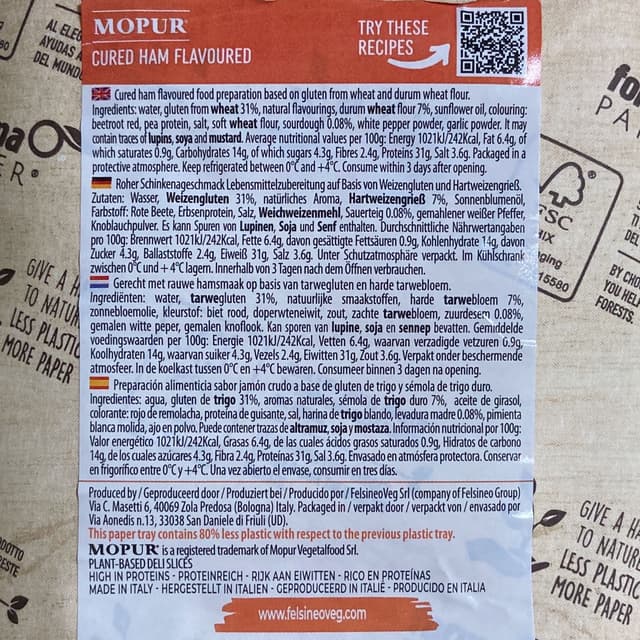 MOPUR®
CURED HAM FLAVOURED
TRY THESE
RECIPES
Cured ham flavoured food preparation based on gluten from wheat and durum wheat flour.
Ingredients: water, gluten from wheat 31%, natural flavourings, durum wheat flour 7%, sunflower oil, colouring:
beetroot red, pea protein, salt, soft wheat flour, sourdough 0.08%, white pepper powder, garlic powder. It may
contain traces of lupins, soya and mustard. Average nutritional values per 100g: Energy 1021kJ/242Kcal, Fat 6.4g, of
which saturates 0.9g, Carbohydrates 14g, of which sugars 4.3g, Fibres 2.4g, Proteins 31g, Salt 3.6g. Packaged in a
protective atmosphere. Keep refrigerated between 0°C and +4°C. Consume within 3 days after opening.
Roher Schinkenageschmack Lebensmittelzubereitung auf Basis von Weizengluten und Hartweizengrieß.
Zutaten: Wasser, Weizengluten 31%, natürliches Aroma, Hartweizengrieß 7%, Sonnenblumenöl,
Farbstoff: Rote Beete, Erbsenprotein, Salz, Weichweizenmehl, Sauerteig 0.08%, gemahlener weißer Pfeffer,
Knoblauchpulver. Es kann Spuren von Lupinen, Soja und Senf enthalten. Durchschnittliche Nährwertangaben
pro 100g: Brennwert 1021kJ/242Kcal, Fette 6.4g, davon gesättigte Fettsäuren 0.9g, Kohlenhydrate 14g, davon
Zucker 4.3g, Ballaststoffe 2.4g, Eiweiß 31g, Salz 3.6g. Unter Schutzatmosphäre verpackt. Im Kühlschrank
zwischen 0°C und + 4°C lagern. Innerhalb von 3 Tagen nach dem Öffnen verbrauchen.
Gerecht met rauwe hamsmaak op basis van tarwegluten en harde tarwebloem.
Ingrediënten: water, tarwegluten 31%, natuurlijke smaakstoffen, harde tarwebloem 7%,
zonnebloemolie, kleurstof: biet rood, doperwteneiwit, zout, zachte tarwebloem, zuurdesem 0.08%,
gemalen witte peper, gemalen knoflook. Kan sporen van lupine, soja en sennep bevatten. Gemiddelde
voedingswaarden per 100g: Energie 1021kJ/242Kcal, Vetten 6.4g, waarvan verzadigde vetzuren 0.9g,
Koolhydraten 14g, waarvan suiker 4.3g, Vezels 2.4g, Eiwitten 31g, Zout 3.6g. Verpakt onder beschermende
atmosfeer. In de koelkast tussen 0°C en +4°C bewaren. Consumeer binnen 3 dagen na opening.
Preparación alimenticia sabor jamón crudo a base de gluten de trigo y sémola de trigo duro.
Ingredientes: agua, gluten de trigo 31%, aromas naturales, sémola de trigo duro 7%, aceite de girasol,
colorante: rojo de remolacha, proteína de guisante, sal, harina de trigo blando, levadura madre 0.08%, pimienta
blanca molida, ajo en polvo. Puede contener trazas de altramuz, soja y mostaza. Información nutricional por 100g:
Valor energético 1021kJ/242Kcal, Grasas 6.4g, de las cuales ácidos grasos saturados 0.9g, Hidratos de carbono
14g, de los cuales azúcares 4.3g, Fibra 2.4g, Proteínas 31g, Sal 3.6g. Envasado en atmósfera protectora. Conservar
en frigorífico entre 0°C y +4°C. Una vez abierto el envase, consumir en tres días.
Produced by / Geproduceerd door / Produziert bei / Producido por / FelsineoVeg Srl (company of Felsineo Group)
Via C. Masetti 6, 40069 Zola Predosa (Bologna) Italy. Packaged in / verpakt door / verpackt von / envasado por
Via Aonedis n.13, 33038 San Daniele di Friuli (UD).
This paper tray contains 80% less plastic with respect to the previous plastic tray.
MOPUR® is a registered trademark of Mopur Vegetalfood Srl.
PLANT-BASED DELI SLICES
HIGH IN PROTEINS - PROTEINREICH - RIJK AAN EIWITTEN - RICO EN PROTEÍNAS
MADE IN ITALY - HERGESTELLT IN ITALIEN - GEPRODUCEERD IN ITALIË - PRODUCIDO EN ITALIA
www.felsineoveg.com
AL ELEG
AYUDAS A
DEL MUND
GIVE A H
TO NATUR
LESS PLASTIC
MORE PAPER
PA
FSC
MIX
BY CHO
YOU HE
FORESTS.
GIVE A
TO NATUR
LESS PLASTI
MORE PAPER